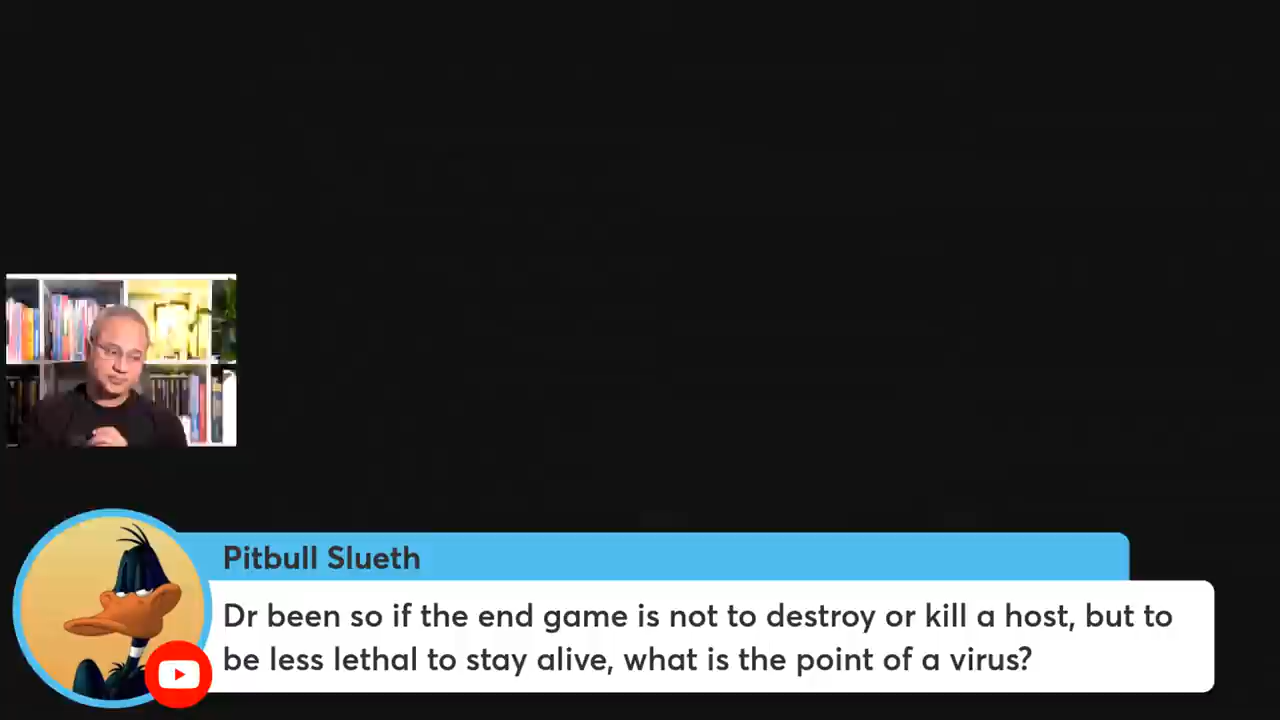 Pitbull Slueth
Dr been so if the end game is not to destroy or kill a host, but to
be less lethal to stay alive, what is the point of a virus?